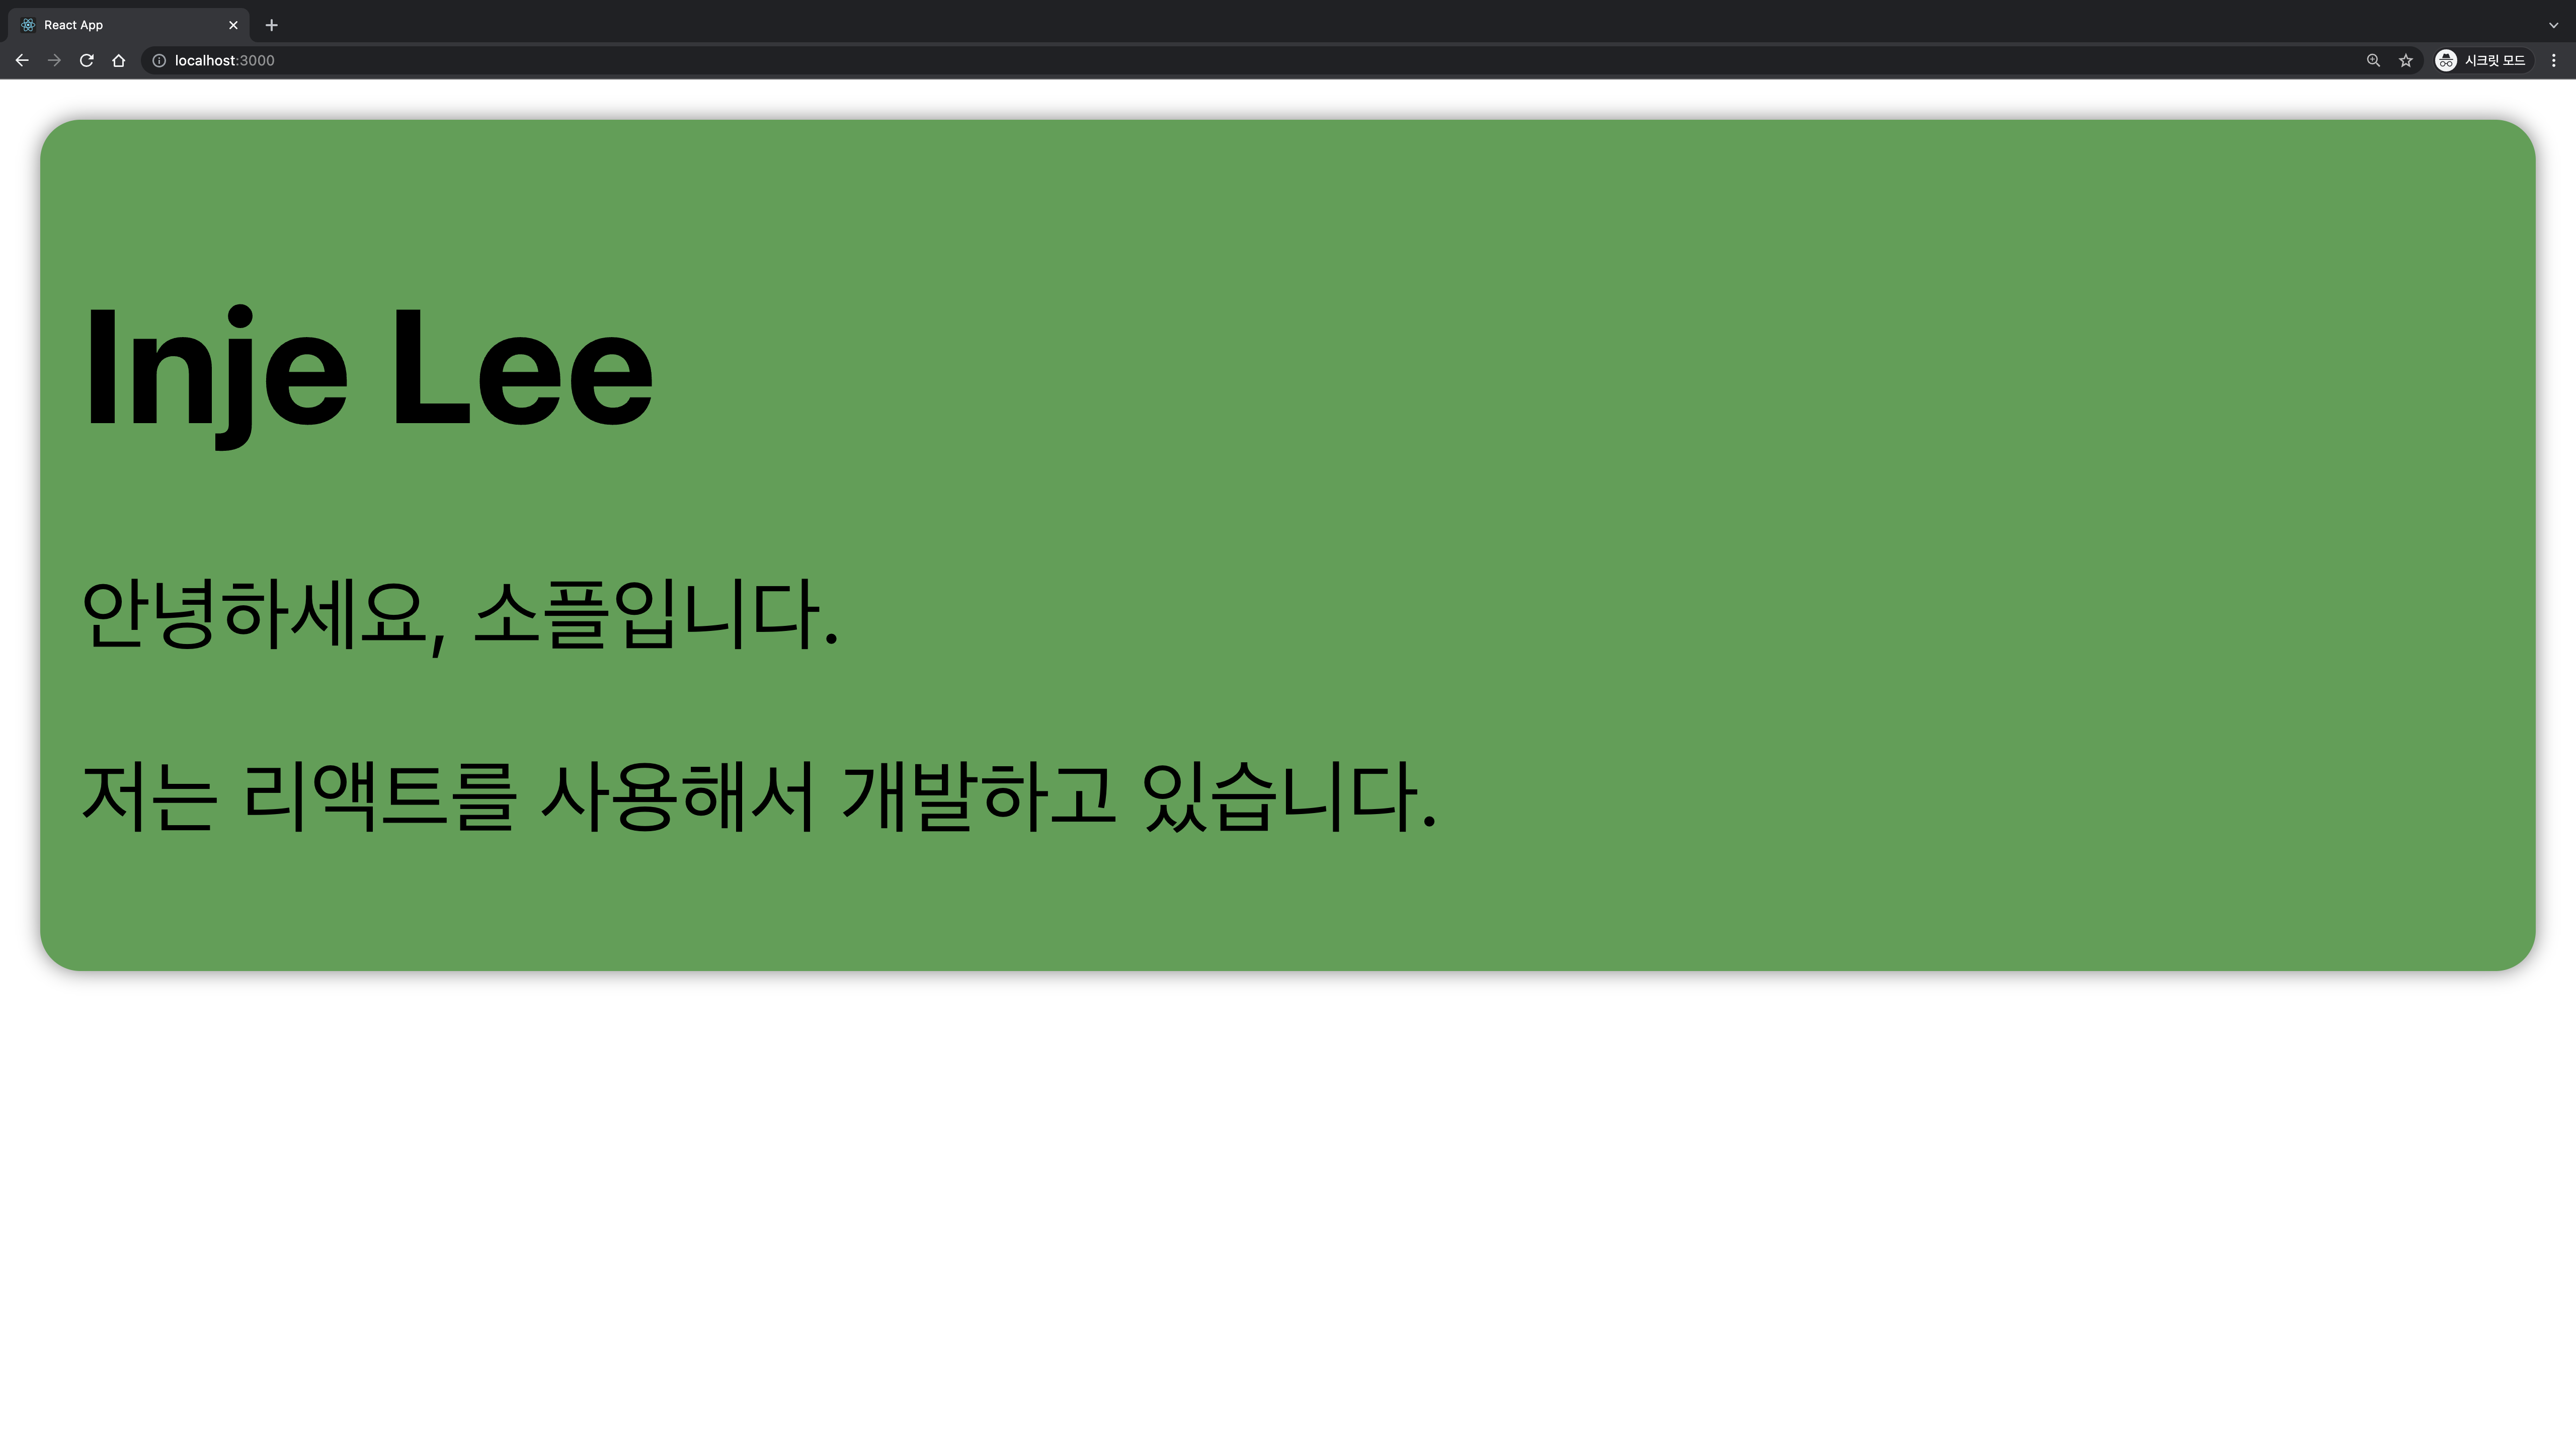 React App
localhost:3000
시크릿 모드
Inje Lee
안녕하세요, 소플입니다.
저는 리액트를 사용해서 개발하고 있습니다.